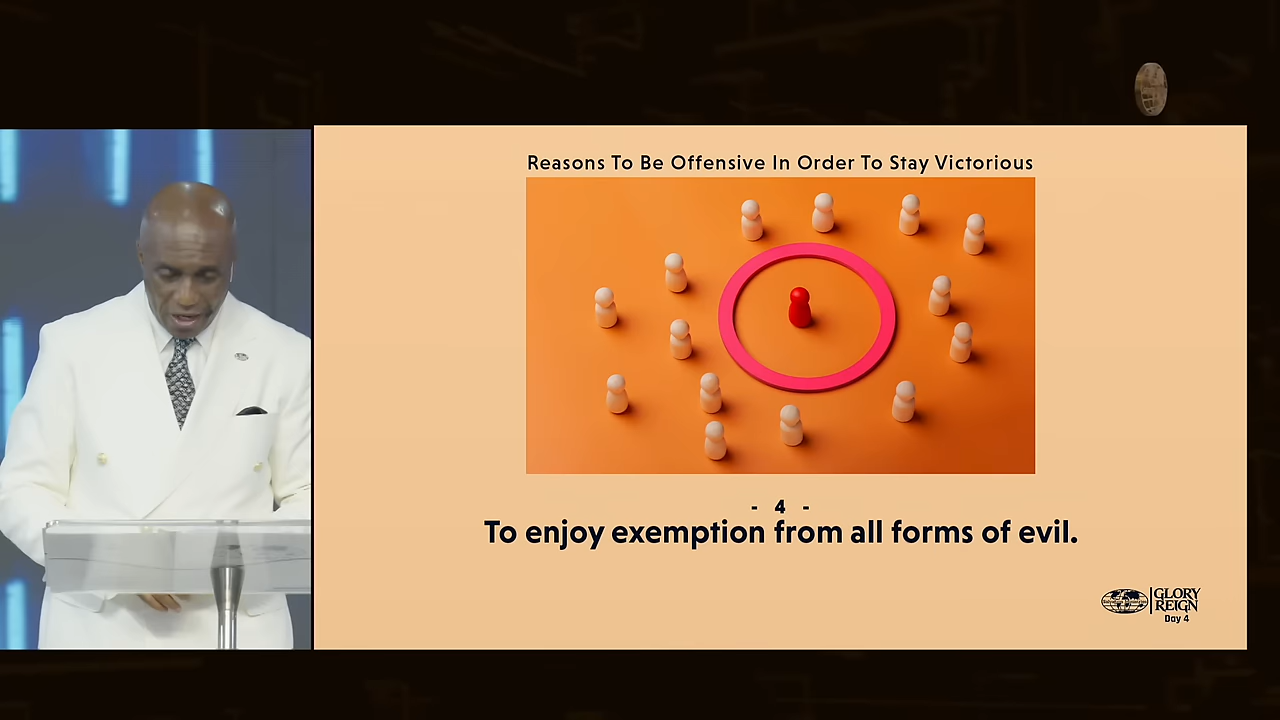 Reasons To Be Offensive In Order To Stay Victorious
- 4 -
To enjoy exemption from all forms of evil.
GLORY
REIGN
Day 4